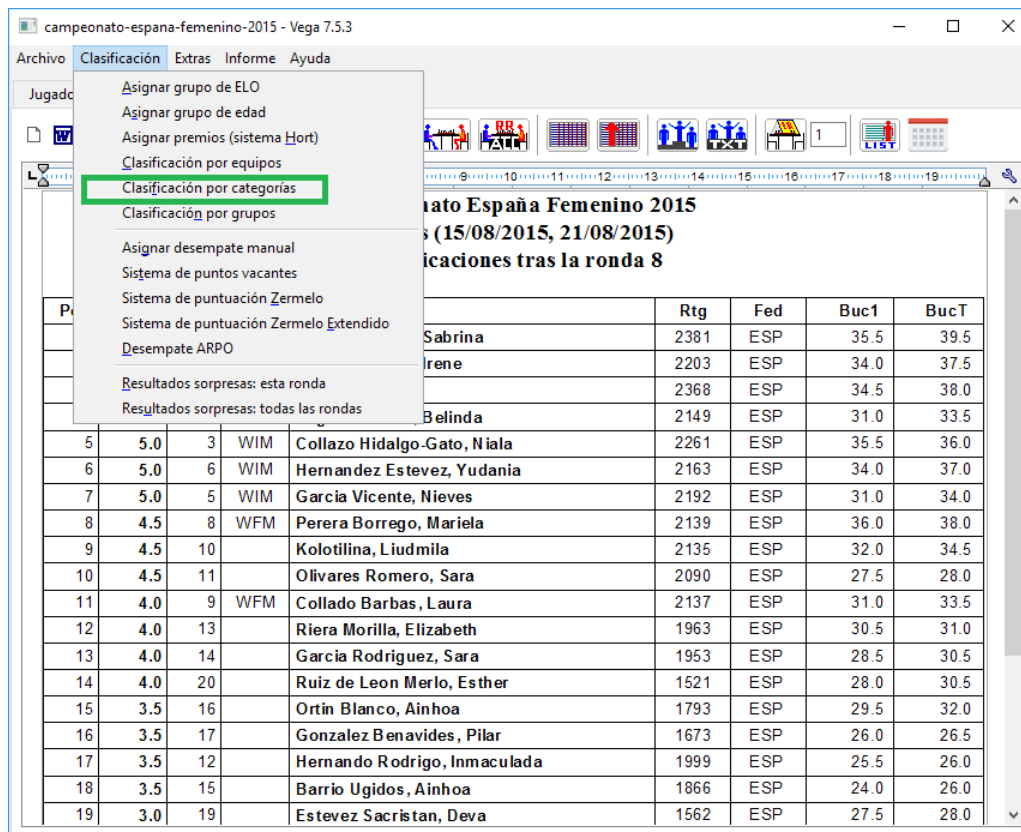 campeonato-espana-femenino-2015 - Vega 7.5.3
Archivo Clasificación Extras Informe Ayuda
Asignar grupo de ELO
Asignar grupo de edad
Asignar premios (sistema Hort)
Clasificación por equipos
Clasificación por categorías
Clasificación por grupos
Asignar desempate manual
Sistema de puntos vacantes
Sistema de puntuación Zermelo
Sistema de puntuación Zermelo Extendido
Desempate ARPO
Resultados sorpresas: esta ronda
Resultados sorpresas: todas las rondas
RR ACC TXT 1 LIST
9 10 11 12 13 14 15 16 17 18 19
España Femenino 2015
(15/08/2015, 21/08/2015)
tras la ronda 8
Rtg Fed Buc1 BucT
Sabrina 2381 ESP 35.5 39.5
Irene 2203 ESP 34.0 37.5
2368 ESP 34.5 38.0
Belinda 2149 ESP 31.0 33.5
5 5.0 3 WIM Collazo Hidalgo-Gato, Niala 2261 ESP 35.5 36.0
6 5.0 6 WIM Hernandez Estevez, Yudania 2163 ESP 34.0 37.0
7 5.0 5 WIM Garcia Vicente, Nieves 2192 ESP 31.0 34.0
8 4.5 8 WFM Perera Borrego, Mariela 2139 ESP 36.0 38.0
9 4.5 10 Kolotilina, Liudmila 2135 ESP 32.0 34.5
10 4.5 11 Olivares Romero, Sara 2090 ESP 27.5 28.0
11 4.0 9 WFM Collado Barbas, Laura 2137 ESP 31.0 33.5
12 4.0 13 Riera Morilla, Elizabeth 1963 ESP 30.5 31.0
13 4.0 14 Garcia Rodriguez, Sara 1953 ESP 28.5 30.5
14 4.0 20 Ruiz de Leon Merlo, Esther 1521 ESP 28.0 30.5
15 3.5 16 Ortin Blanco, Ainhoa 1793 ESP 29.5 32.0
16 3.5 17 Gonzalez Benavides, Pilar 1673 ESP 26.0 26.5
17 3.5 12 Hernando Rodrigo, Inmaculada 1999 ESP 25.5 26.0
18 3.5 15 Barrio Ugidos, Ainhoa 1866 ESP 24.0 26.0
19 3.0 19 Estevez Sacristan, Deva 1562 ESP 27.5 28.0